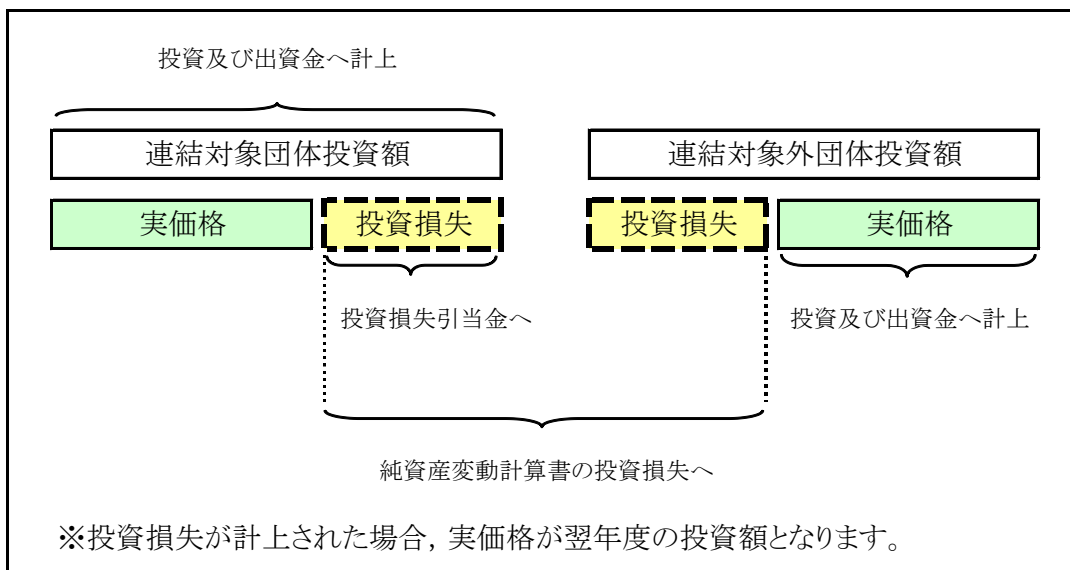 投資及び出資金へ計上
連結対象団体投資額
連結対象外団体投資額
実価格
投資損失
投資損失
実価格
投資損失引当金へ
投資及び出資金へ計上
純資産変動計算書の投資損失へ
※投資損失が計上された場合，実価格が翌年度の投資額となります。